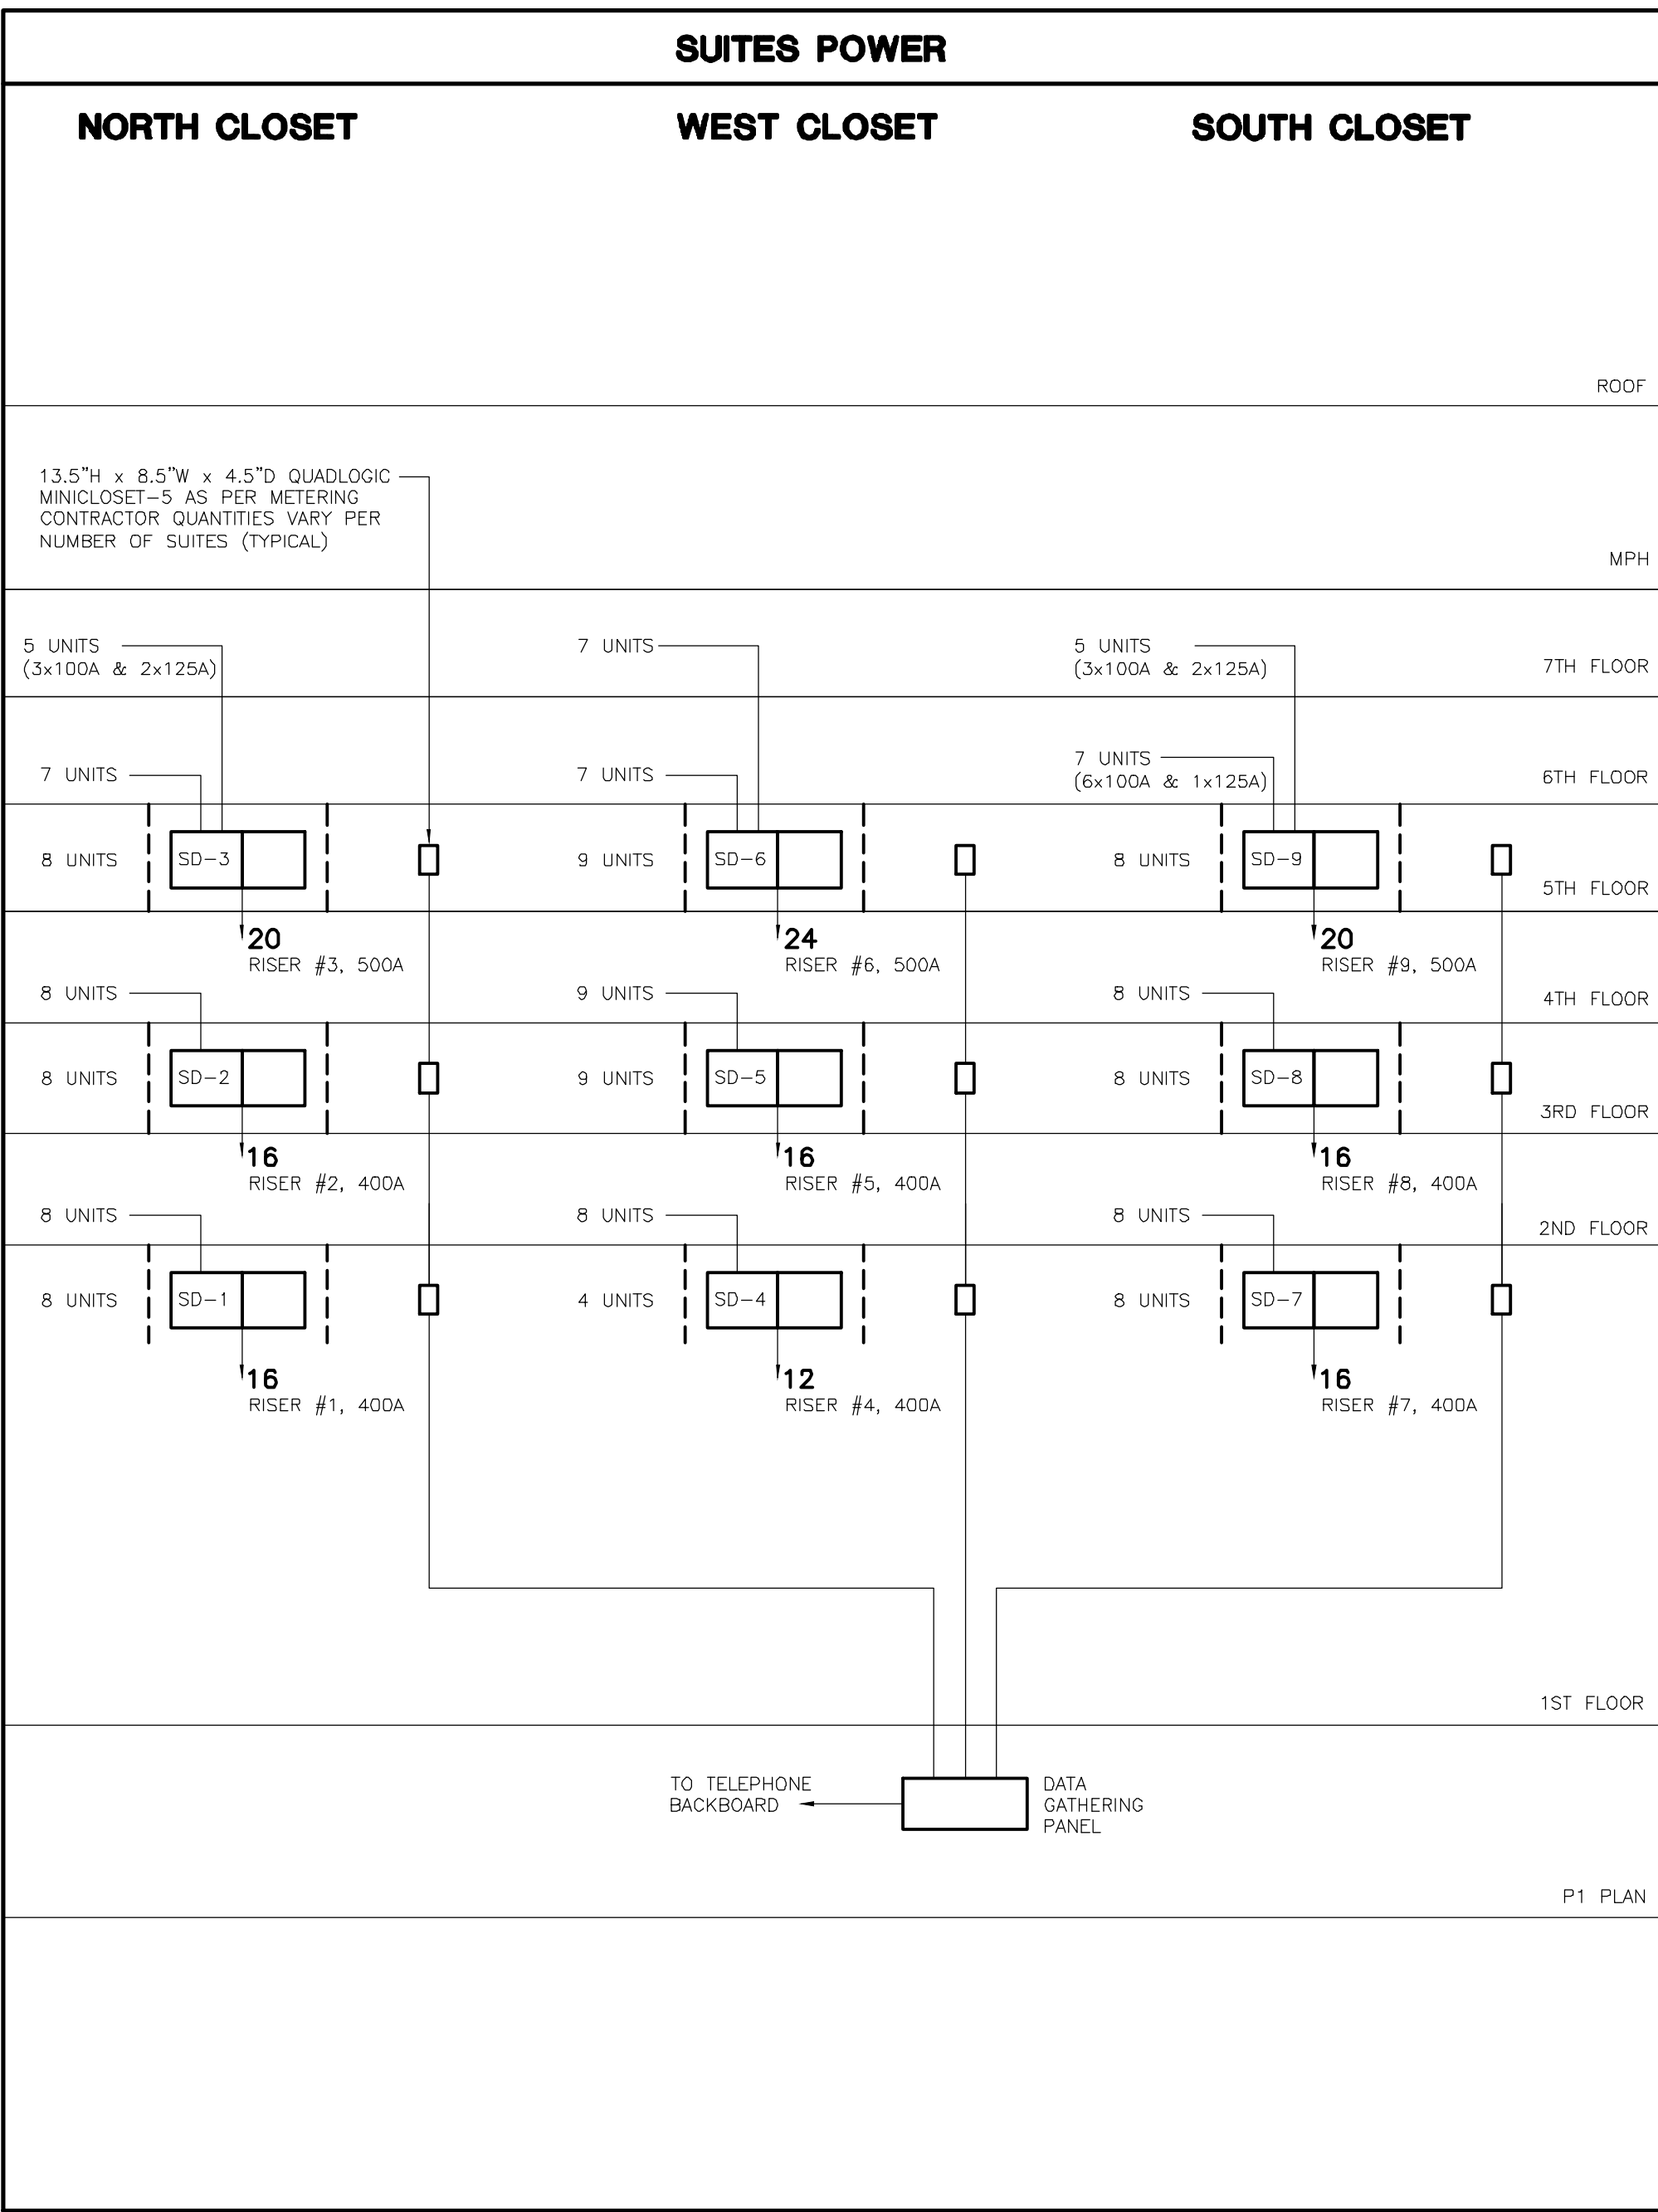 SUITES POWER
NORTH CLOSET
WEST CLOSET
SOUTH CLOSET
ROOF
13.5"H x 8.5"W x 4.5"D QUADLOGIC
MINICLOSET-5 AS PER METERING
CONTRACTOR QUANTITIES VARY PER
NUMBER OF SUITES (TYPICAL)
MPH
5 UNITS
(3x100A & 2x125A)
7 UNITS
5 UNITS
(3x100A & 2x125A)
7TH FLOOR
7 UNITS
7 UNITS
7 UNITS
(6x100A & 1x125A)
6TH FLOOR
8 UNITS
SD-3
9 UNITS
SD-6
8 UNITS
SD-9
5TH FLOOR
20
RISER #3, 500A
24
RISER #6, 500A
20
RISER #9, 500A
8 UNITS
9 UNITS
8 UNITS
4TH FLOOR
8 UNITS
SD-2
9 UNITS
SD-5
8 UNITS
SD-8
3RD FLOOR
16
RISER #2, 400A
16
RISER #5, 400A
16
RISER #8, 400A
8 UNITS
8 UNITS
8 UNITS
2ND FLOOR
8 UNITS
SD-1
4 UNITS
SD-4
8 UNITS
SD-7
16
RISER #1, 400A
12
RISER #4, 400A
16
RISER #7, 400A
1ST FLOOR
TO TELEPHONE
BACKBOARD
DATA
GATHERING
PANEL
P1 PLAN